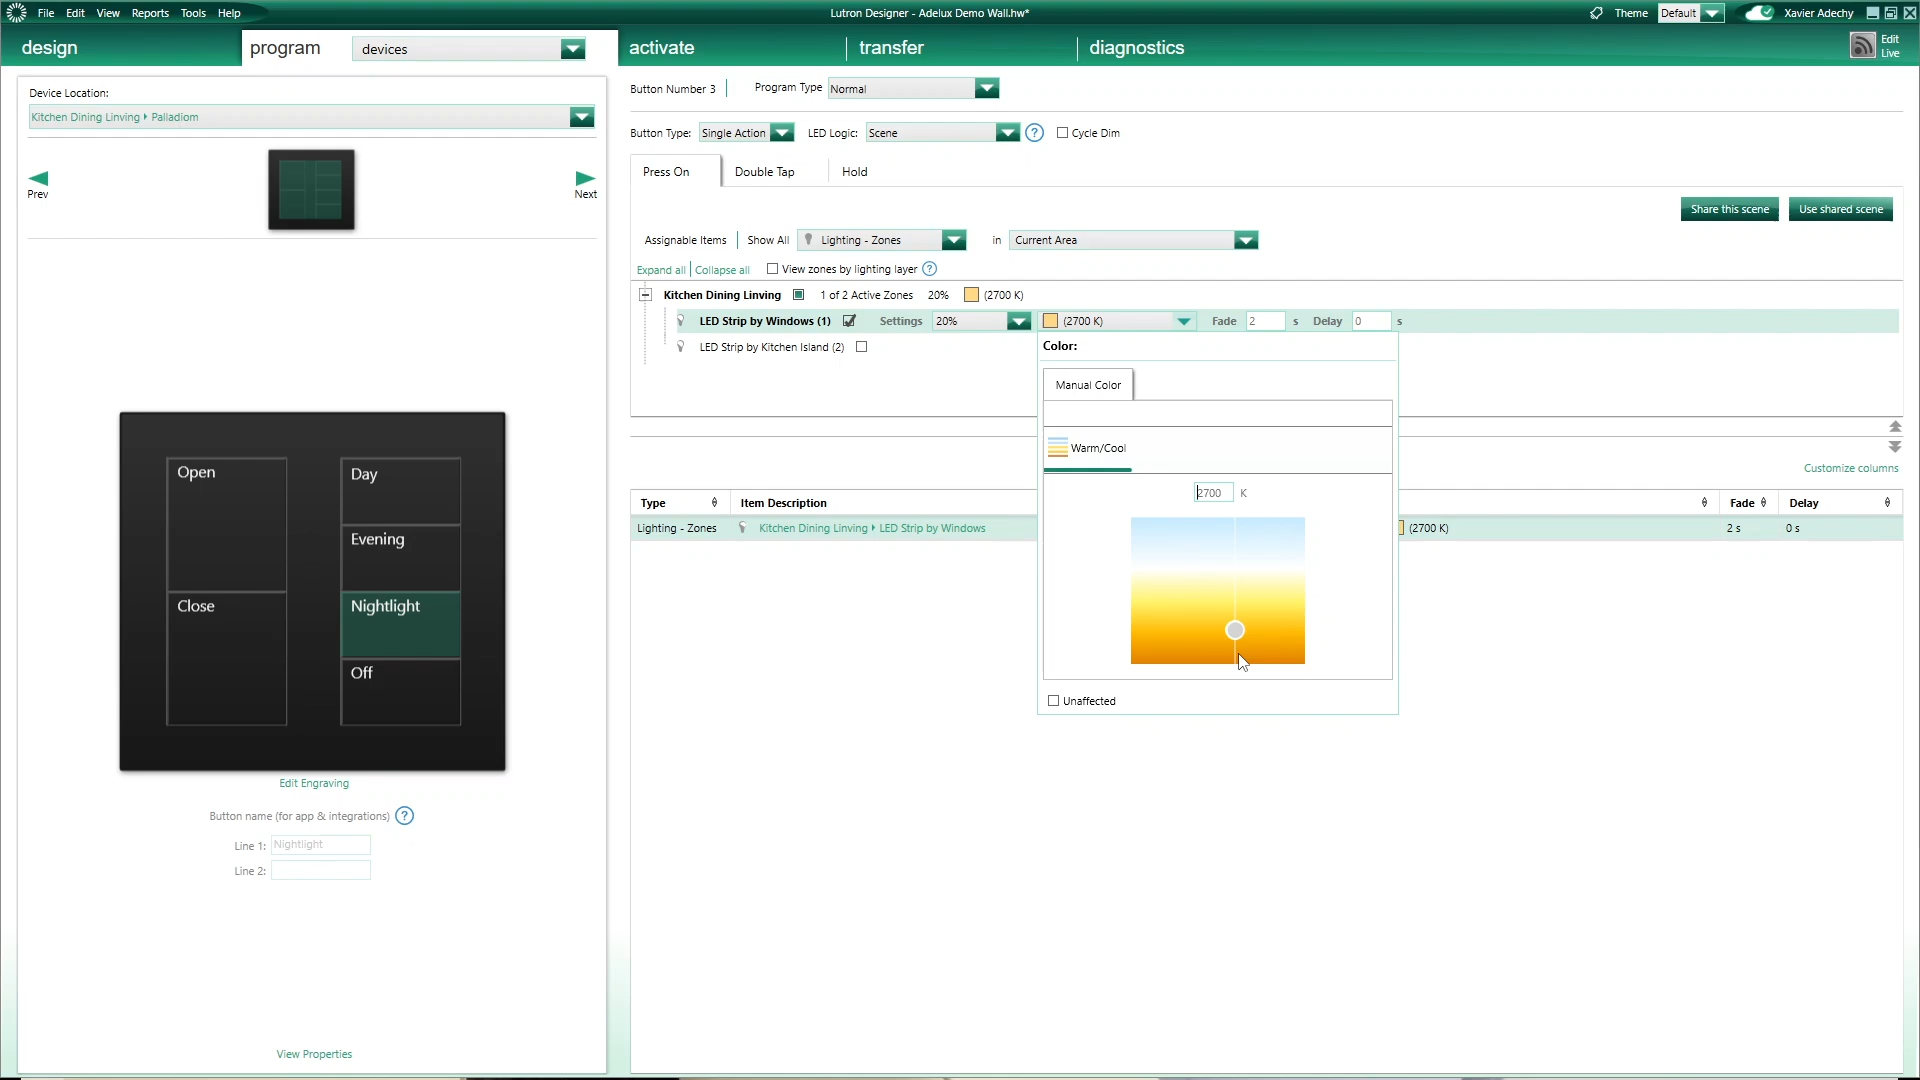 File Edit View Reports Tools Help
Lutron Designer - Adelux Demo Wall.hw*
Theme Default
Xavier Adechy
design
program
devices
activate
transfer
diagnostics
Edit
Live
Device Location:
Kitchen Dining Linving Palladiom
Prev
Next
Open
Close
Day
Evening
Nightlight
Off
Edit Engraving
Button name (for app & integrations) ?
Line 1: Nightlight
Line 2:
View Properties
Button Number 3
Program Type Normal
Button Type: Single Action LED Logic: Scene ? Cycle Dim
Press On Double Tap Hold
Share this scene Use shared scene
Assignable Items Show All Lighting - Zones in Current Area
Expand all Collapse all View zones by lighting layer ?
Kitchen Dining Linving 1 of 2 Active Zones 20% (2700 K)
LED Strip by Windows (1) Settings 20% (2700 K) Fade 2 s Delay 0 s
LED Strip by Kitchen Island (2)
Color:
Manual Color
Warm/Cool
2700 K
Unaffected
Customize columns
Type Item Description Fade Delay
Lighting - Zones Kitchen Dining Linving LED Strip by Windows (2700 K) 2 s 0 s